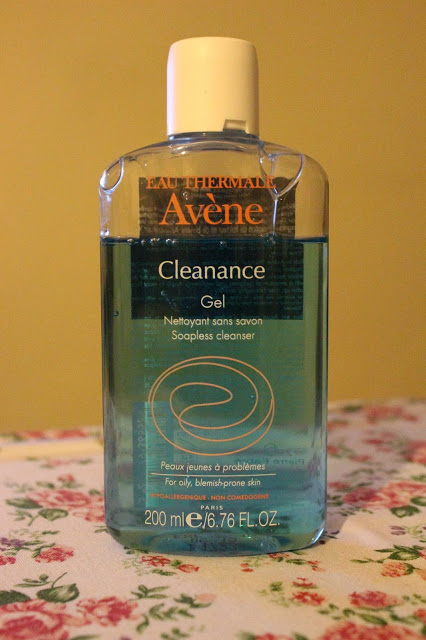 EAU THERMALE
Avène
Cleanance
Gel
Nettoyant sans savon
Soapless cleanser
Peaux jeunes à problèmes
For oily, blemish-prone skin
HYPOALLERGENIQUE - NON COMEDOGENE
PARIS
200 ml e/6.76 FL.OZ.